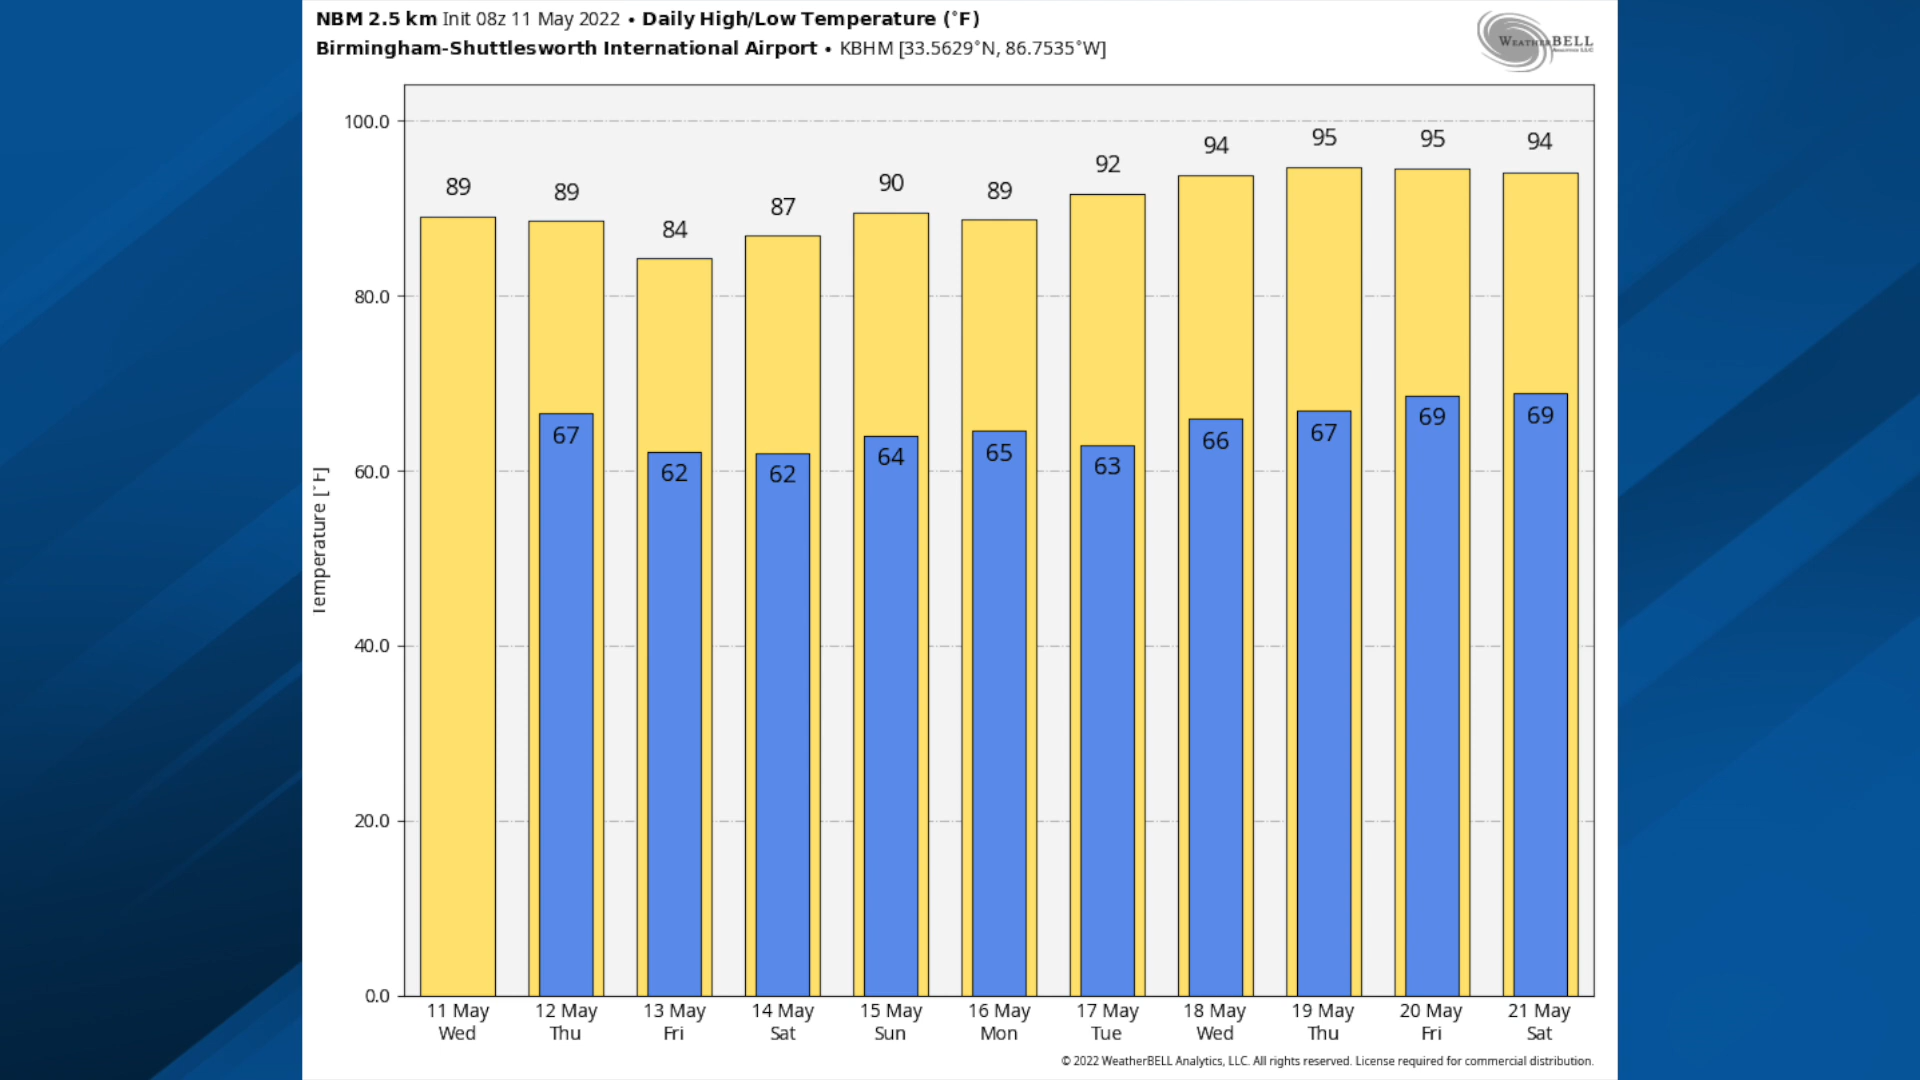 NBM 2.5 km Init 08z 11 May 2022 • Daily High/Low Temperature (°F)
Birmingham-Shuttlesworth International Airport • KBHM [33.5629°N, 86.7535°W]
WEATHERBELL
Temperature [°F]
100.0
80.0
60.0
40.0
20.0
0.0
89 89 84 87 90 89 92 94 95 95 94
67 62 62 64 65 63 66 67 69 69
11 May 12 May 13 May 14 May 15 May 16 May 17 May 18 May 19 May 20 May 21 May
Wed Thu Fri Sat Sun Mon Tue Wed Thu Fri Sat
© 2022 WeatherBELL Analytics, LLC. All rights reserved. License required for commercial distribution.